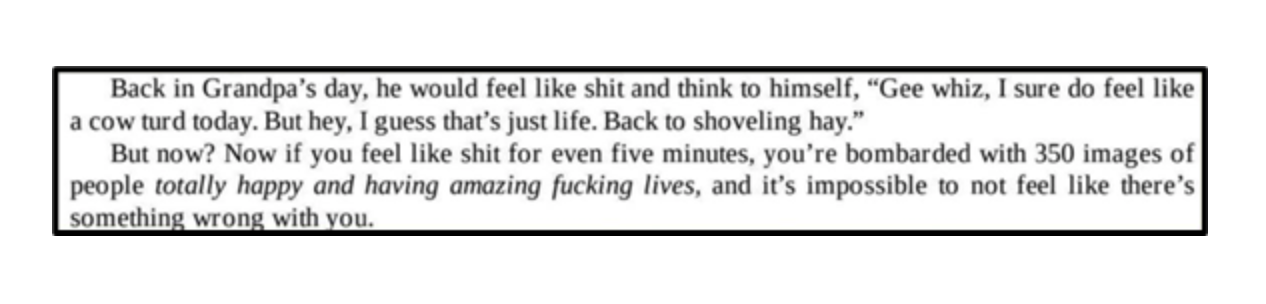 Back in Grandpa’s day, he would feel like shit and think to himself, “Gee whiz, I sure do feel like
a cow turd today. But hey, I guess that’s just life. Back to shoveling hay.”
But now? Now if you feel like shit for even five minutes, you’re bombarded with 350 images of
people totally happy and having amazing fucking lives, and it’s impossible to not feel like there’s
something wrong with you.